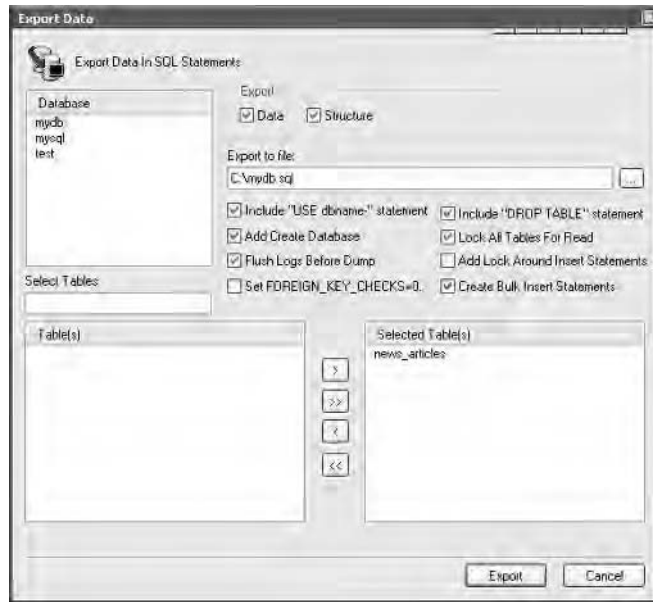 Export Data
Export Data In SQL Statements
Database
mydb
mysql
test
Export
Data Structure
Export to file:
C:\mydb.sql
...
Include "USE dbname-" statement Include "DROP TABLE" statement
Add Create Database Lock All Tables For Read
Flush Logs Before Dump Add Lock Around Insert Statements
Set FOREIGN_KEY_CHECKS=0.. Create Bulk Insert Statements
Select Tables
Table(s) Selected Table(s)
news_articles
>
>>
<
<<
Export Cancel